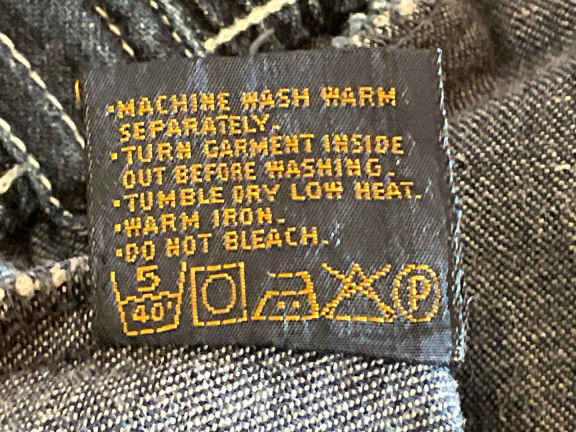 ·MACHINE WASH WARM
SEPARATELY.
·TURN GARMENT INSIDE
OUT BEFORE WASHING.
·TUMBLE DRY LOW HEAT.
·WARM IRON.
·DO NOT BLEACH.
5
40° P